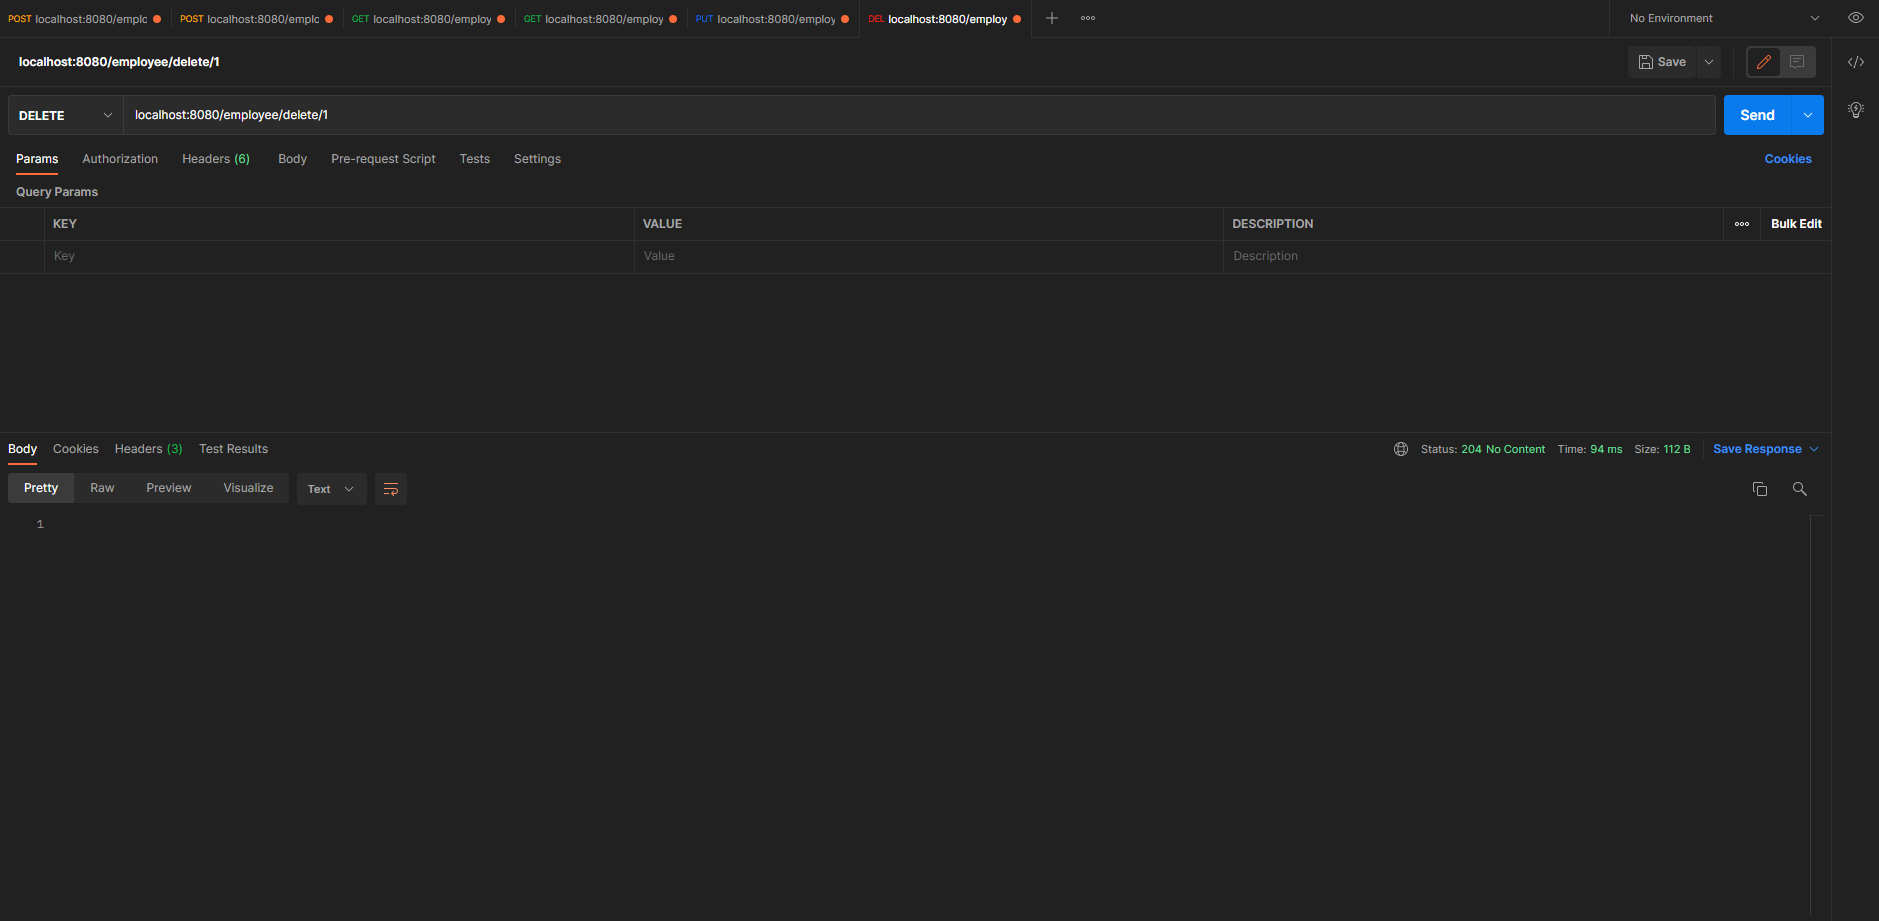 POST localhost:8080/emplc POST localhost:8080/emplc GET localhost:8080/employ GET localhost:8080/employ PUT localhost:8080/employ DEL localhost:8080/employ No Environment
localhost:8080/employee/delete/1 Save
DELETE localhost:8080/employee/delete/1 Send
Params Authorization Headers (6) Body Pre-request Script Tests Settings Cookies
Query Params
KEY VALUE DESCRIPTION Bulk Edit
Key Value Description
Body Cookies Headers (3) Test Results Status: 204 No Content Time: 94 ms Size: 112 B Save Response
Pretty Raw Preview Visualize Text
1